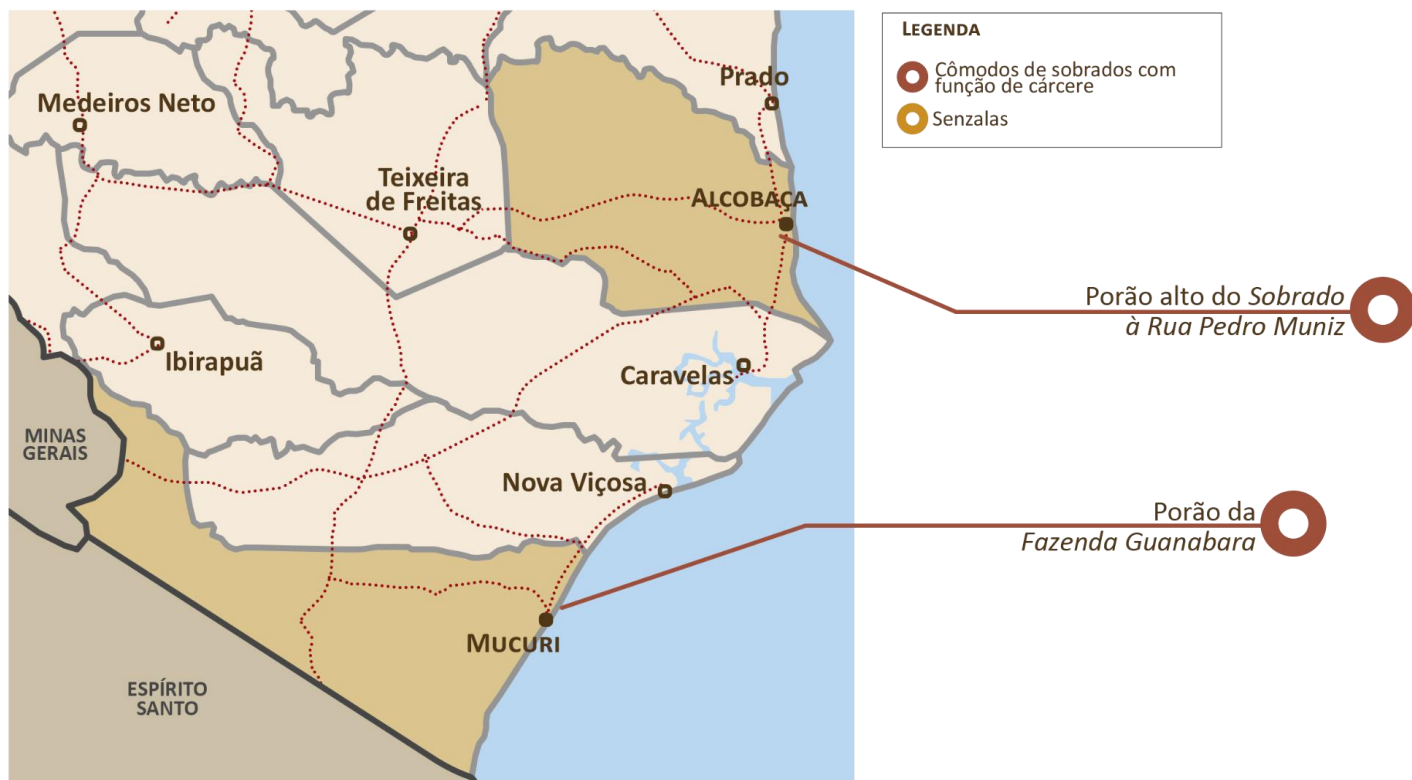 LEGENDA
Cômodos de sobrados com
função de cárcere
Senzalas
Prado
Medeiros Neto
Teixeira
de Freitas
ALCOBAÇA
Porão alto do Sobrado
à Rua Pedro Muniz
Ibirapuã
Caravelas
MINAS
GERAIS
Nova Viçosa
Porão da
Fazenda Guanabara
MUCURI
ESPÍRITO
SANTO